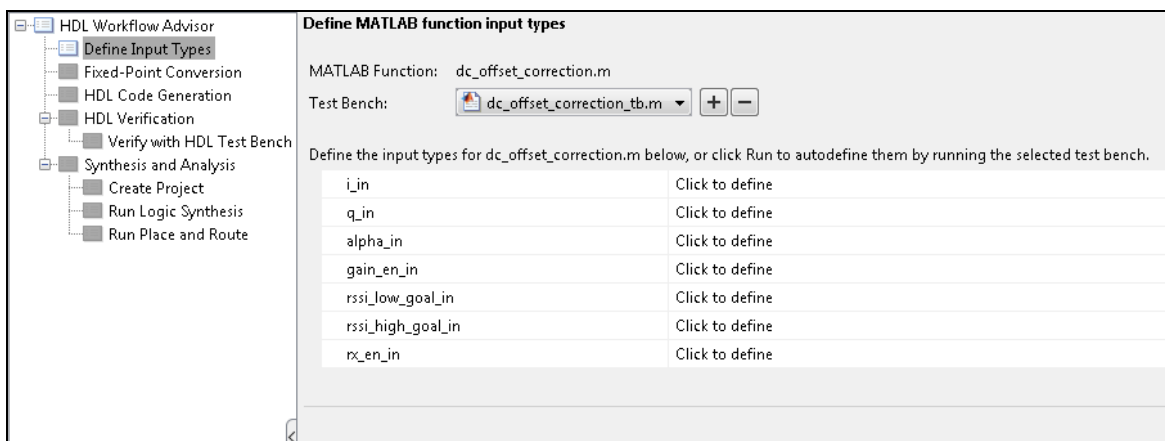 HDL Workflow Advisor
Define Input Types
Fixed-Point Conversion
HDL Code Generation
HDL Verification
Verify with HDL Test Bench
Synthesis and Analysis
Create Project
Run Logic Synthesis
Run Place and Route
Define MATLAB function input types
MATLAB Function: dc_offset_correction.m
Test Bench: dc_offset_correction_tb.m
Define the input types for dc_offset_correction.m below, or click Run to autodefine them by running the selected test bench.
i_in Click to define
q_in Click to define
alpha_in Click to define
gain_en_in Click to define
rssi_low_goal_in Click to define
rssi_high_goal_in Click to define
rx_en_in Click to define